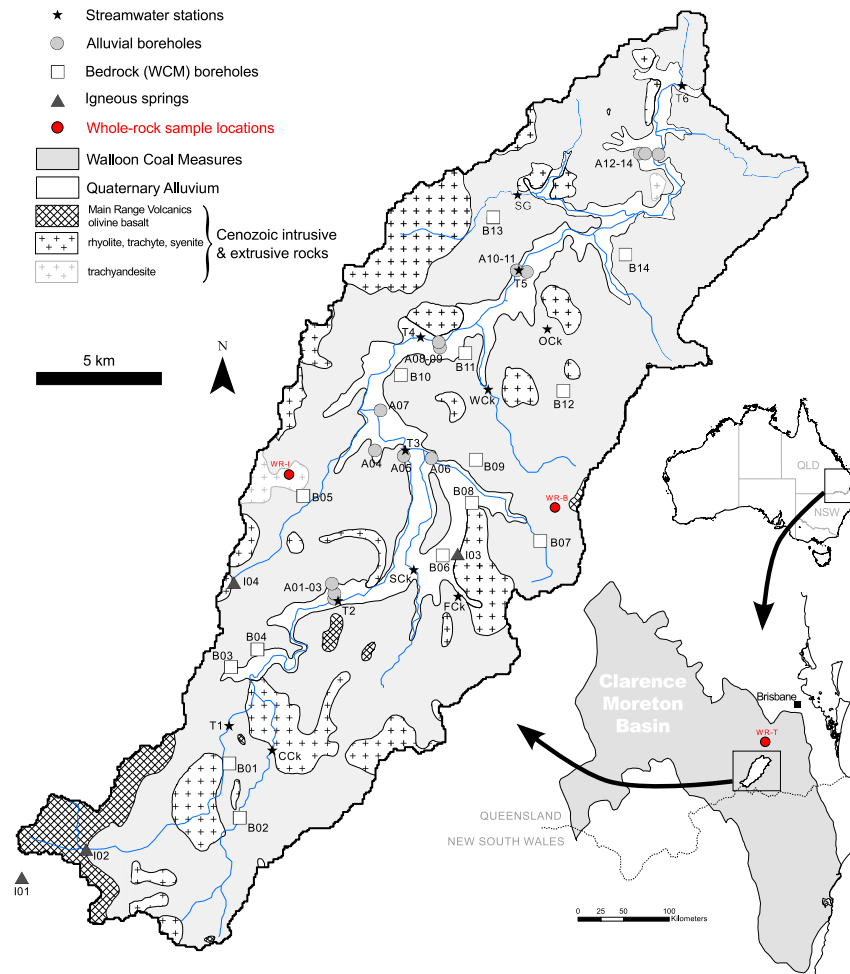 Streamwater stations
Alluvial boreholes
Bedrock (WCM) boreholes
Igneous springs
Whole-rock sample locations
Walloon Coal Measures
Quaternary Alluvium
Main Range Volcanics
olivine basalt
rhyolite, trachyte, syenite
trachyandesite
Cenozoic intrusive
& extrusive rocks
5 km
N
T6
A12-14
SG
B13
B14
A10-11
T5
T4
OCk
A08-09
B11
B10
WCk
B12
A07
T3
A04
A05
A06
B09
WR-I
B05
B08
WR-B
B07
B06
I03
I04
SCk
A01-03
T2
FCk
B04
B03
T1
CCk
B01
B02
I02
I01
QLD
NSW
Clarence
Moreton
Basin
Brisbane
WR-T
QUEENSLAND
NEW SOUTH WALES
0 25 50 100
Kilometers